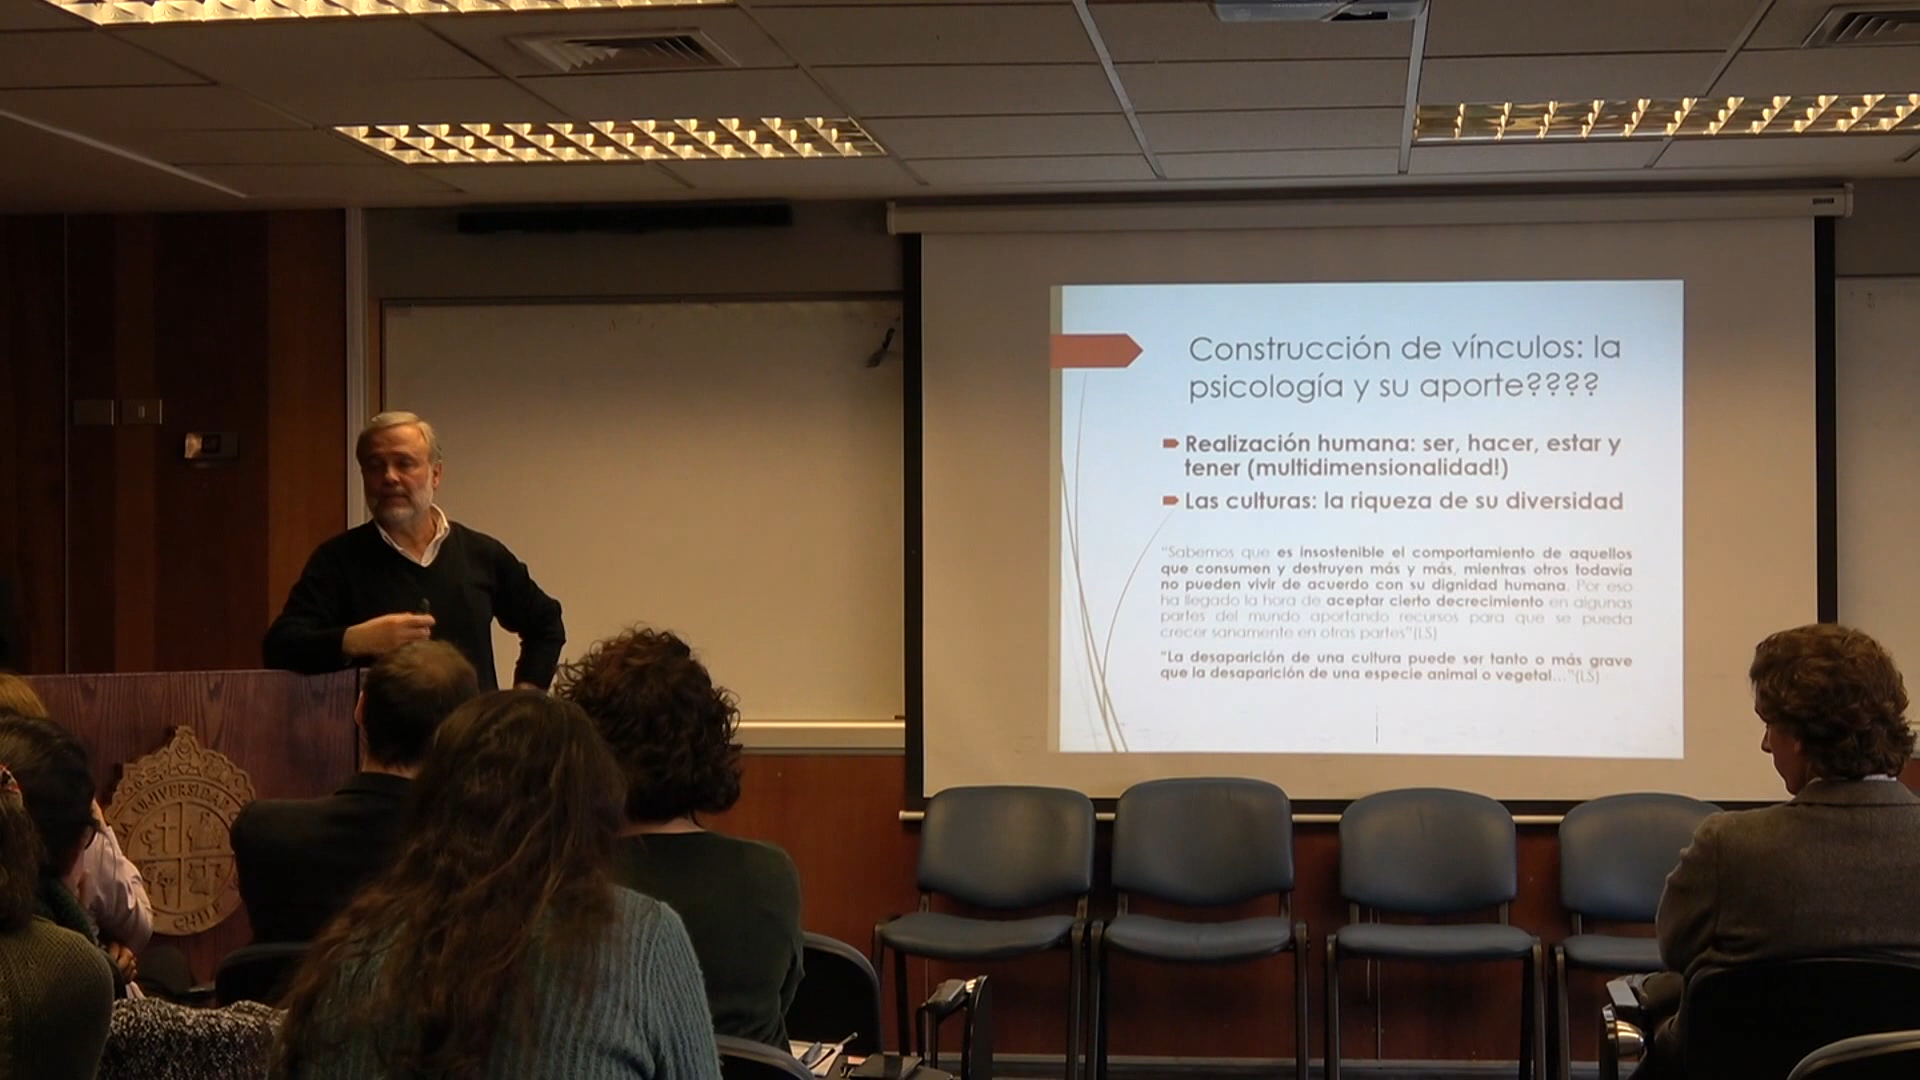 Construcción de vínculos: la
psicología y su aporte????
Realización humana: ser, hacer, estar y
tener (multidimensionalidad!)
Las culturas: la riqueza de su diversidad
"Sabemos que es insostenible el comportamiento de aquellos
que consumen y destruyen más y más, mientras otros todavía
no pueden vivir de acuerdo con su dignidad humana. Por eso
ha llegado la hora de aceptar cierto decrecimiento en algunas
partes del mundo aportando recursos para que se pueda
crecer sanamente en otras partes"(LS)
"La desaparición de una cultura puede ser tanto o más grave
que la desaparición de una especie animal o vegetal..."(LS)
UNIVERSIDAD
CHILE